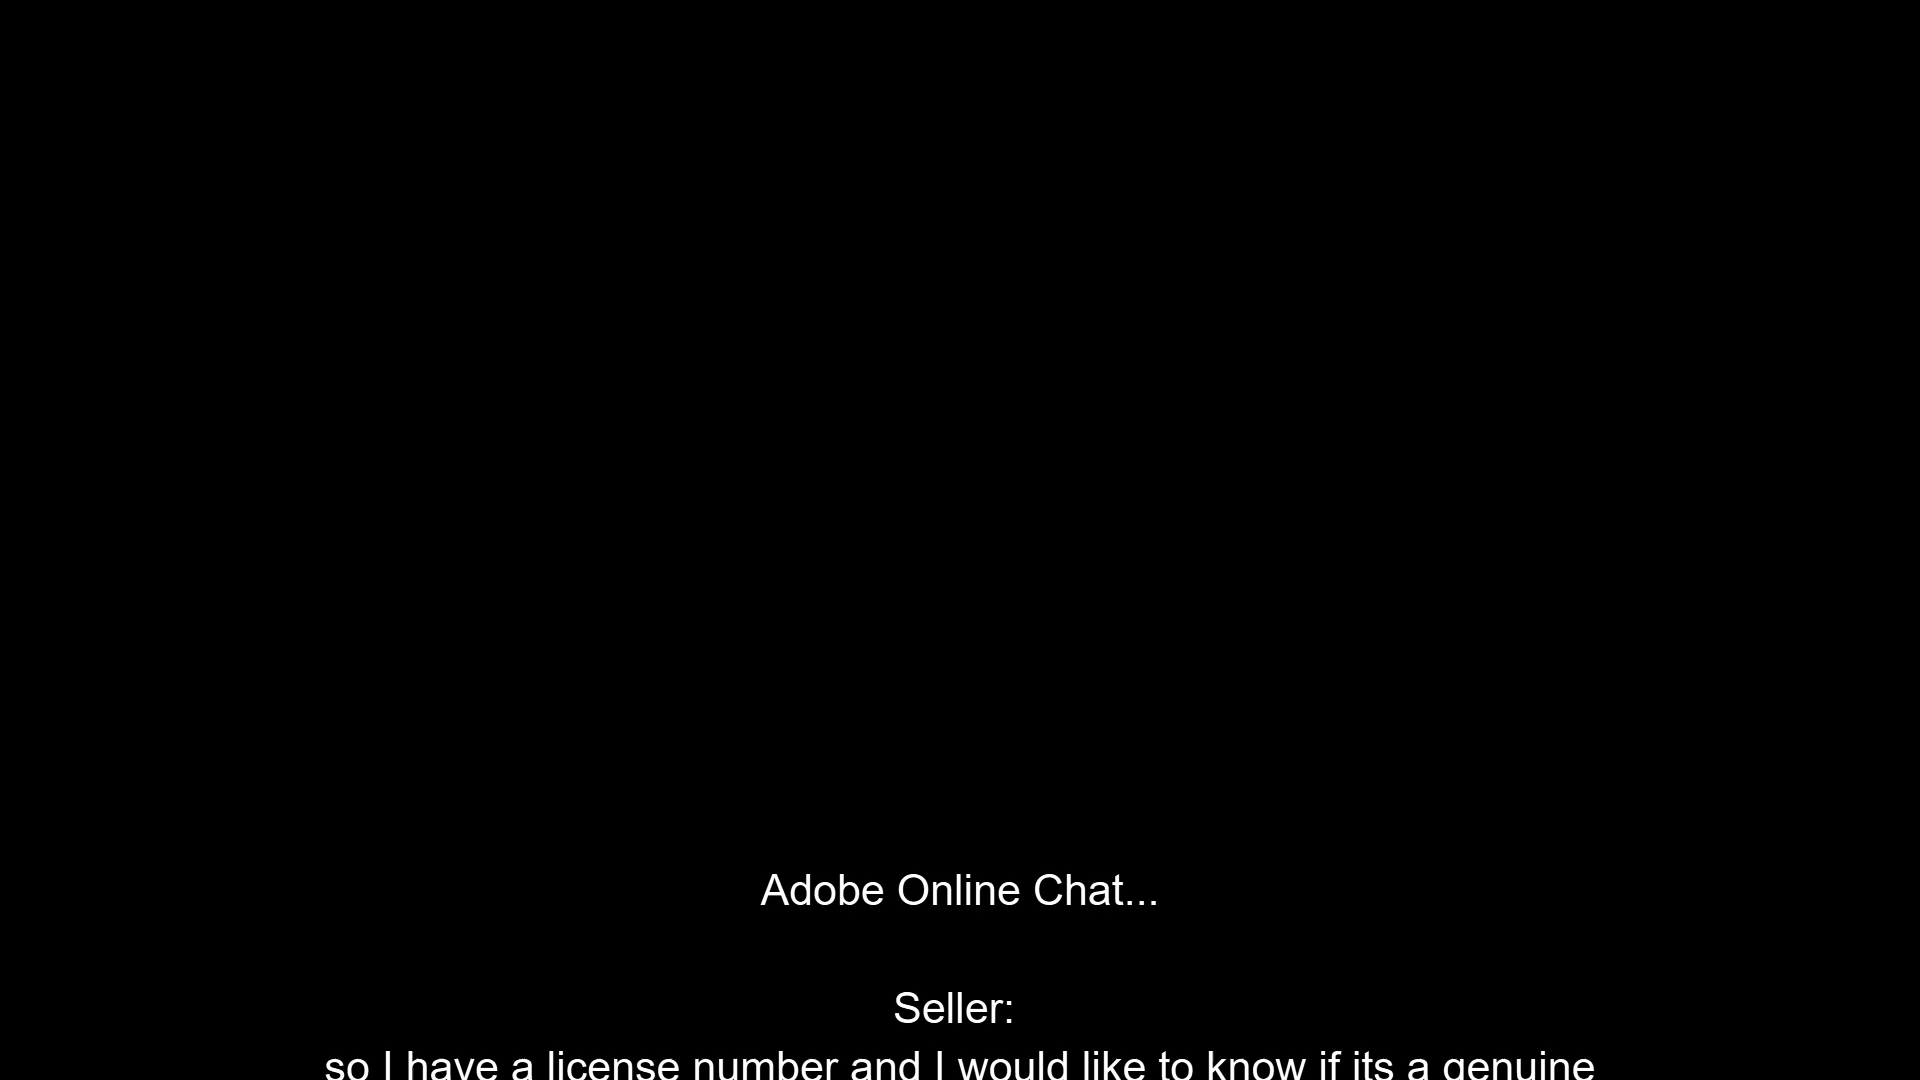 Adobe Online Chat...
Seller:
so I have a license number and I would like to know if its a genuine